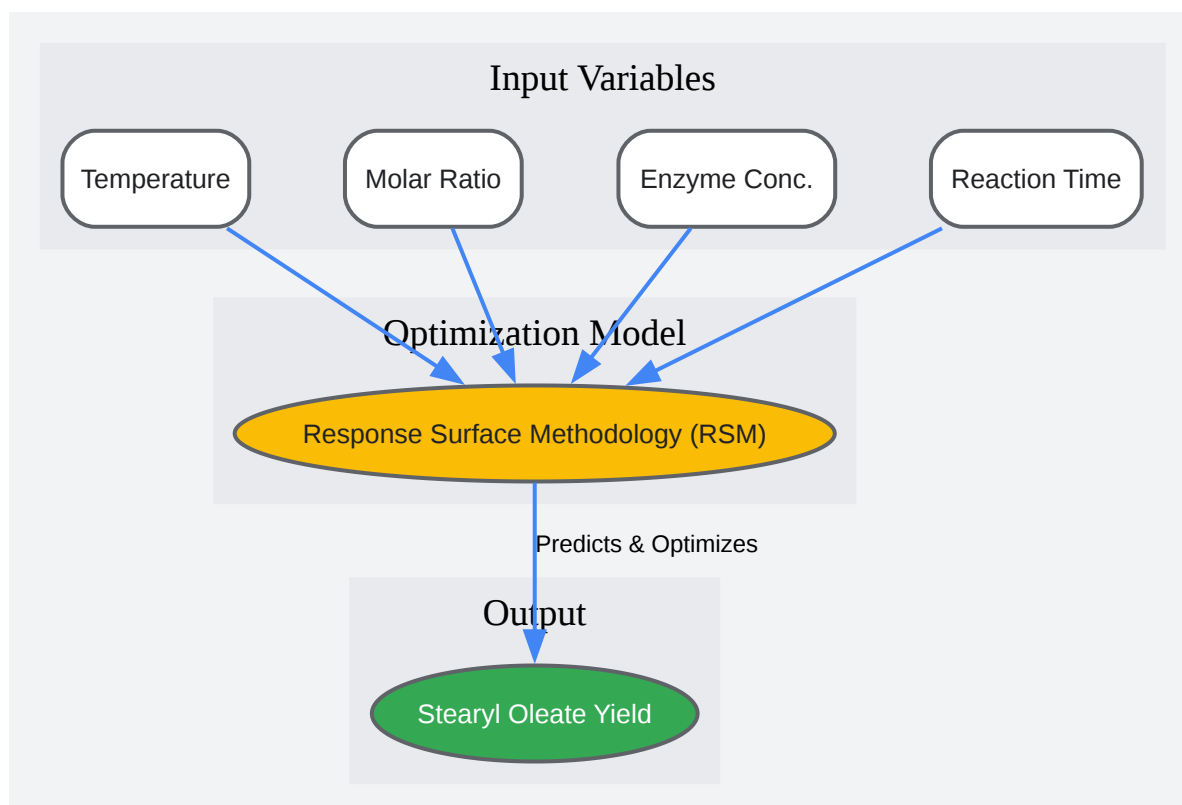 Input Variables
Temperature
Molar Ratio
Enzyme Conc.
Reaction Time
Optimization Model
Response Surface Methodology (RSM)
Predicts & Optimizes
Output
Stearyl Oleate Yield